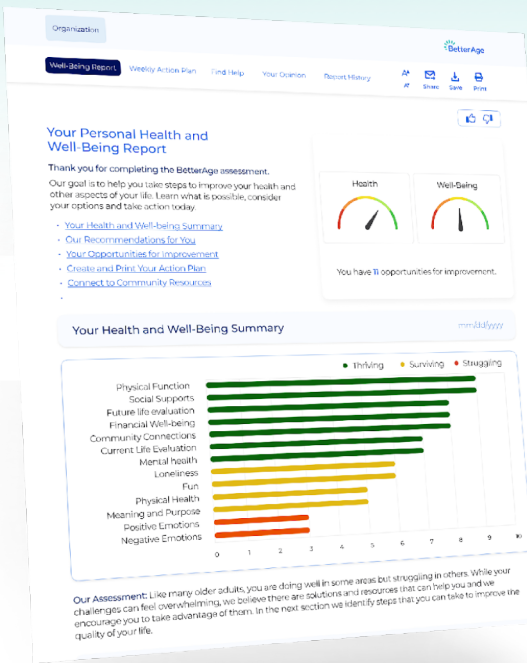 Organization
BetterAge
Well-Being Report
Weekly Action Plan
Find Help
Your Opinion
Report History
Share
Save
Print
Your Personal Health and
Well-Being Report
Thank you for completing the BetterAge assessment.
Our goal is to help you take steps to improve your health and
other aspects of your life. Learn what is possible, consider
your options and take action today.
Your Health and Well-being Summary
Our Recommendations for You
Your Opportunities for Improvement
Create and Print Your Action Plan
Connect to Community Resources
Health
Well-Being
You have 11 opportunities for improvement.
Your Health and Well-Being Summary
mm/dd/yyyy
Thriving
Surviving
Struggling
Physical Function
Social Supports
Future life evaluation
Financial Well-being
Community Connections
Current Life Evaluation
Mental health
Loneliness
Fun
Physical Health
Meaning and Purpose
Positive Emotions
Negative Emotions
0 1 2 3 4 5 6 7 8 9 10
Our Assessment: Like many older adults, you are doing well in some areas but struggling in others. While your
challenges can feel overwhelming, we believe there are solutions and resources that can help you and we
encourage you to take advantage of them. In the next section we identify steps that you can take to improve the
quality of your life.